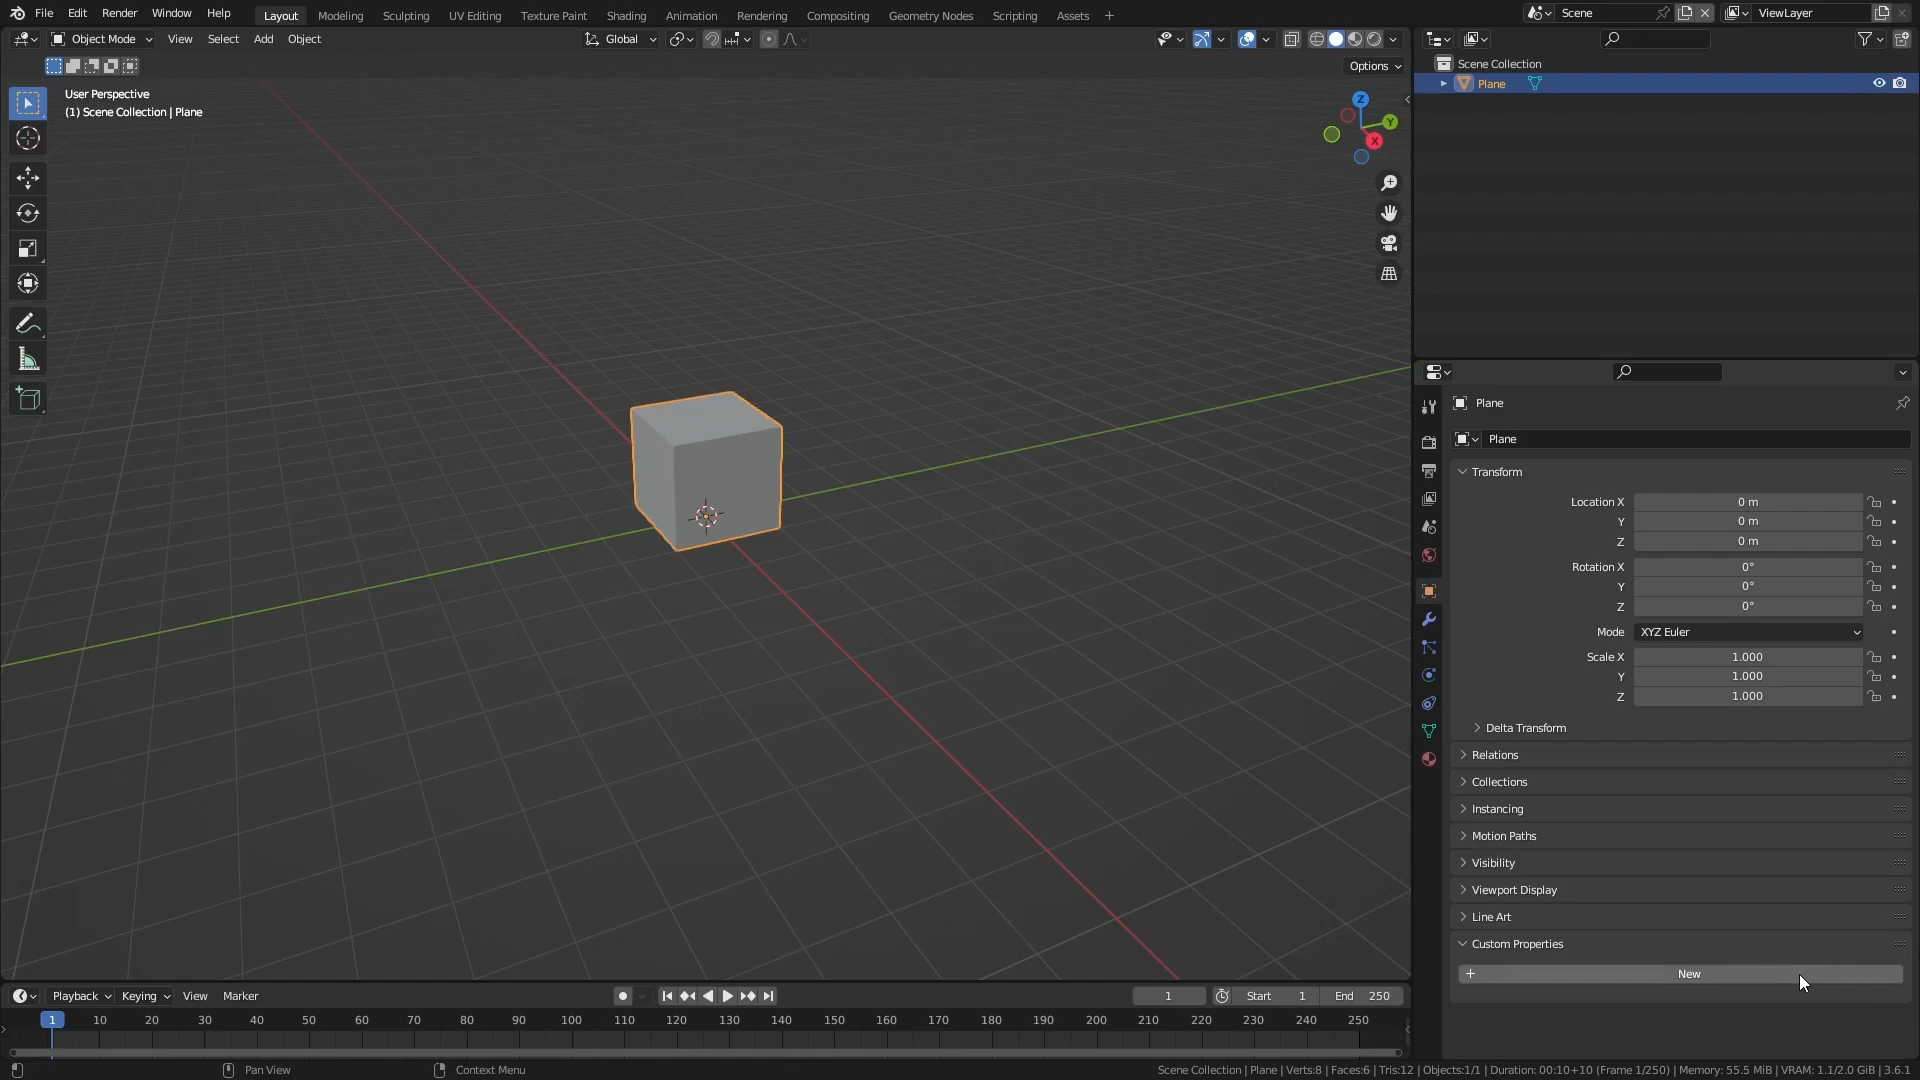 File Edit Render Window Help Layout Modeling Sculpting UV Editing Texture Paint Shading Animation Rendering Compositing Geometry Nodes Scripting Assets + Scene ViewLayer
Object Mode View Select Add Object Global
Options
User Perspective
(1) Scene Collection | Plane
Z
Y
X
Scene Collection
Plane
Plane
Plane
Transform
Location X 0 m
Y 0 m
Z 0 m
Rotation X 0°
Y 0°
Z 0°
Mode XYZ Euler
Scale X 1.000
Y 1.000
Z 1.000
Delta Transform
Relations
Collections
Instancing
Motion Paths
Visibility
Viewport Display
Line Art
Custom Properties
+ New
Playback Keying View Marker 1 Start 1 End 250
1 10 20 30 40 50 60 70 80 90 100 110 120 130 140 150 160 170 180 190 200 210 220 230 240 250
Pan View Context Menu Scene Collection | Plane | Verts:8 | Faces:6 | Tris:12 | Objects:1/1 | Duration: 00:10+10 (Frame 1/250) | Memory: 55.5 MiB | VRAM: 1.1/2.0 GiB | 3.6.1